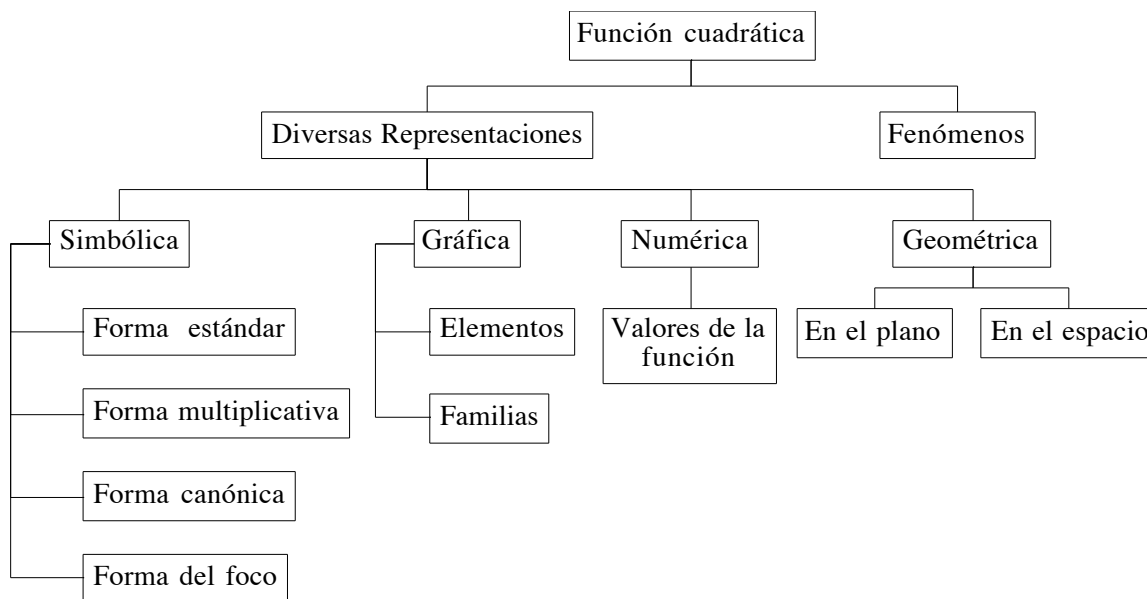 Función cuadrática
Diversas Representaciones
Fenómenos
Simbólica
Gráfica
Numérica
Geométrica
Forma estándar
Elementos
Valores de la
función
En el plano
En el espacio
Forma multiplicativa
Familias
Forma canónica
Forma del foco